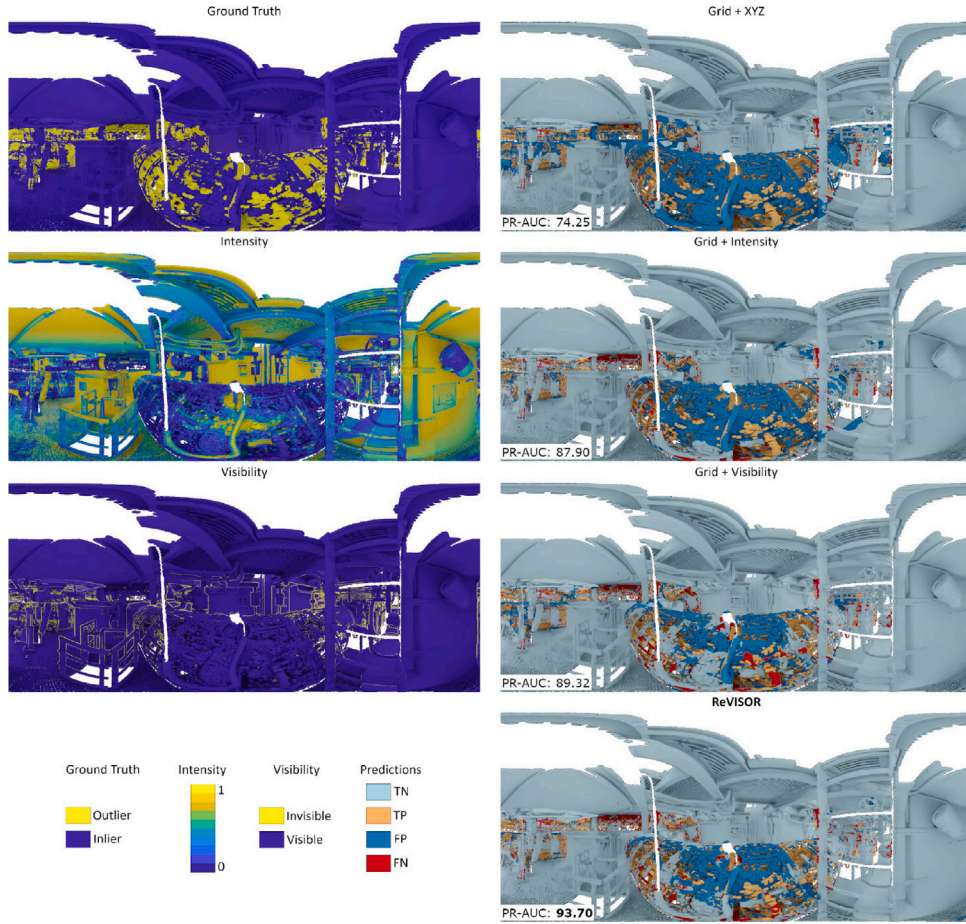 Ground Truth
Grid + XYZ
PR-AUC: 74.25
Intensity
Grid + Intensity
PR-AUC: 87.90
Visibility
Grid + Visibility
PR-AUC: 89.32
ReVISOR
Ground Truth
Outlier
Inlier
Intensity
1
0
Visibility
Invisible
Visible
Predictions
TN
TP
FP
FN
PR-AUC: 93.70